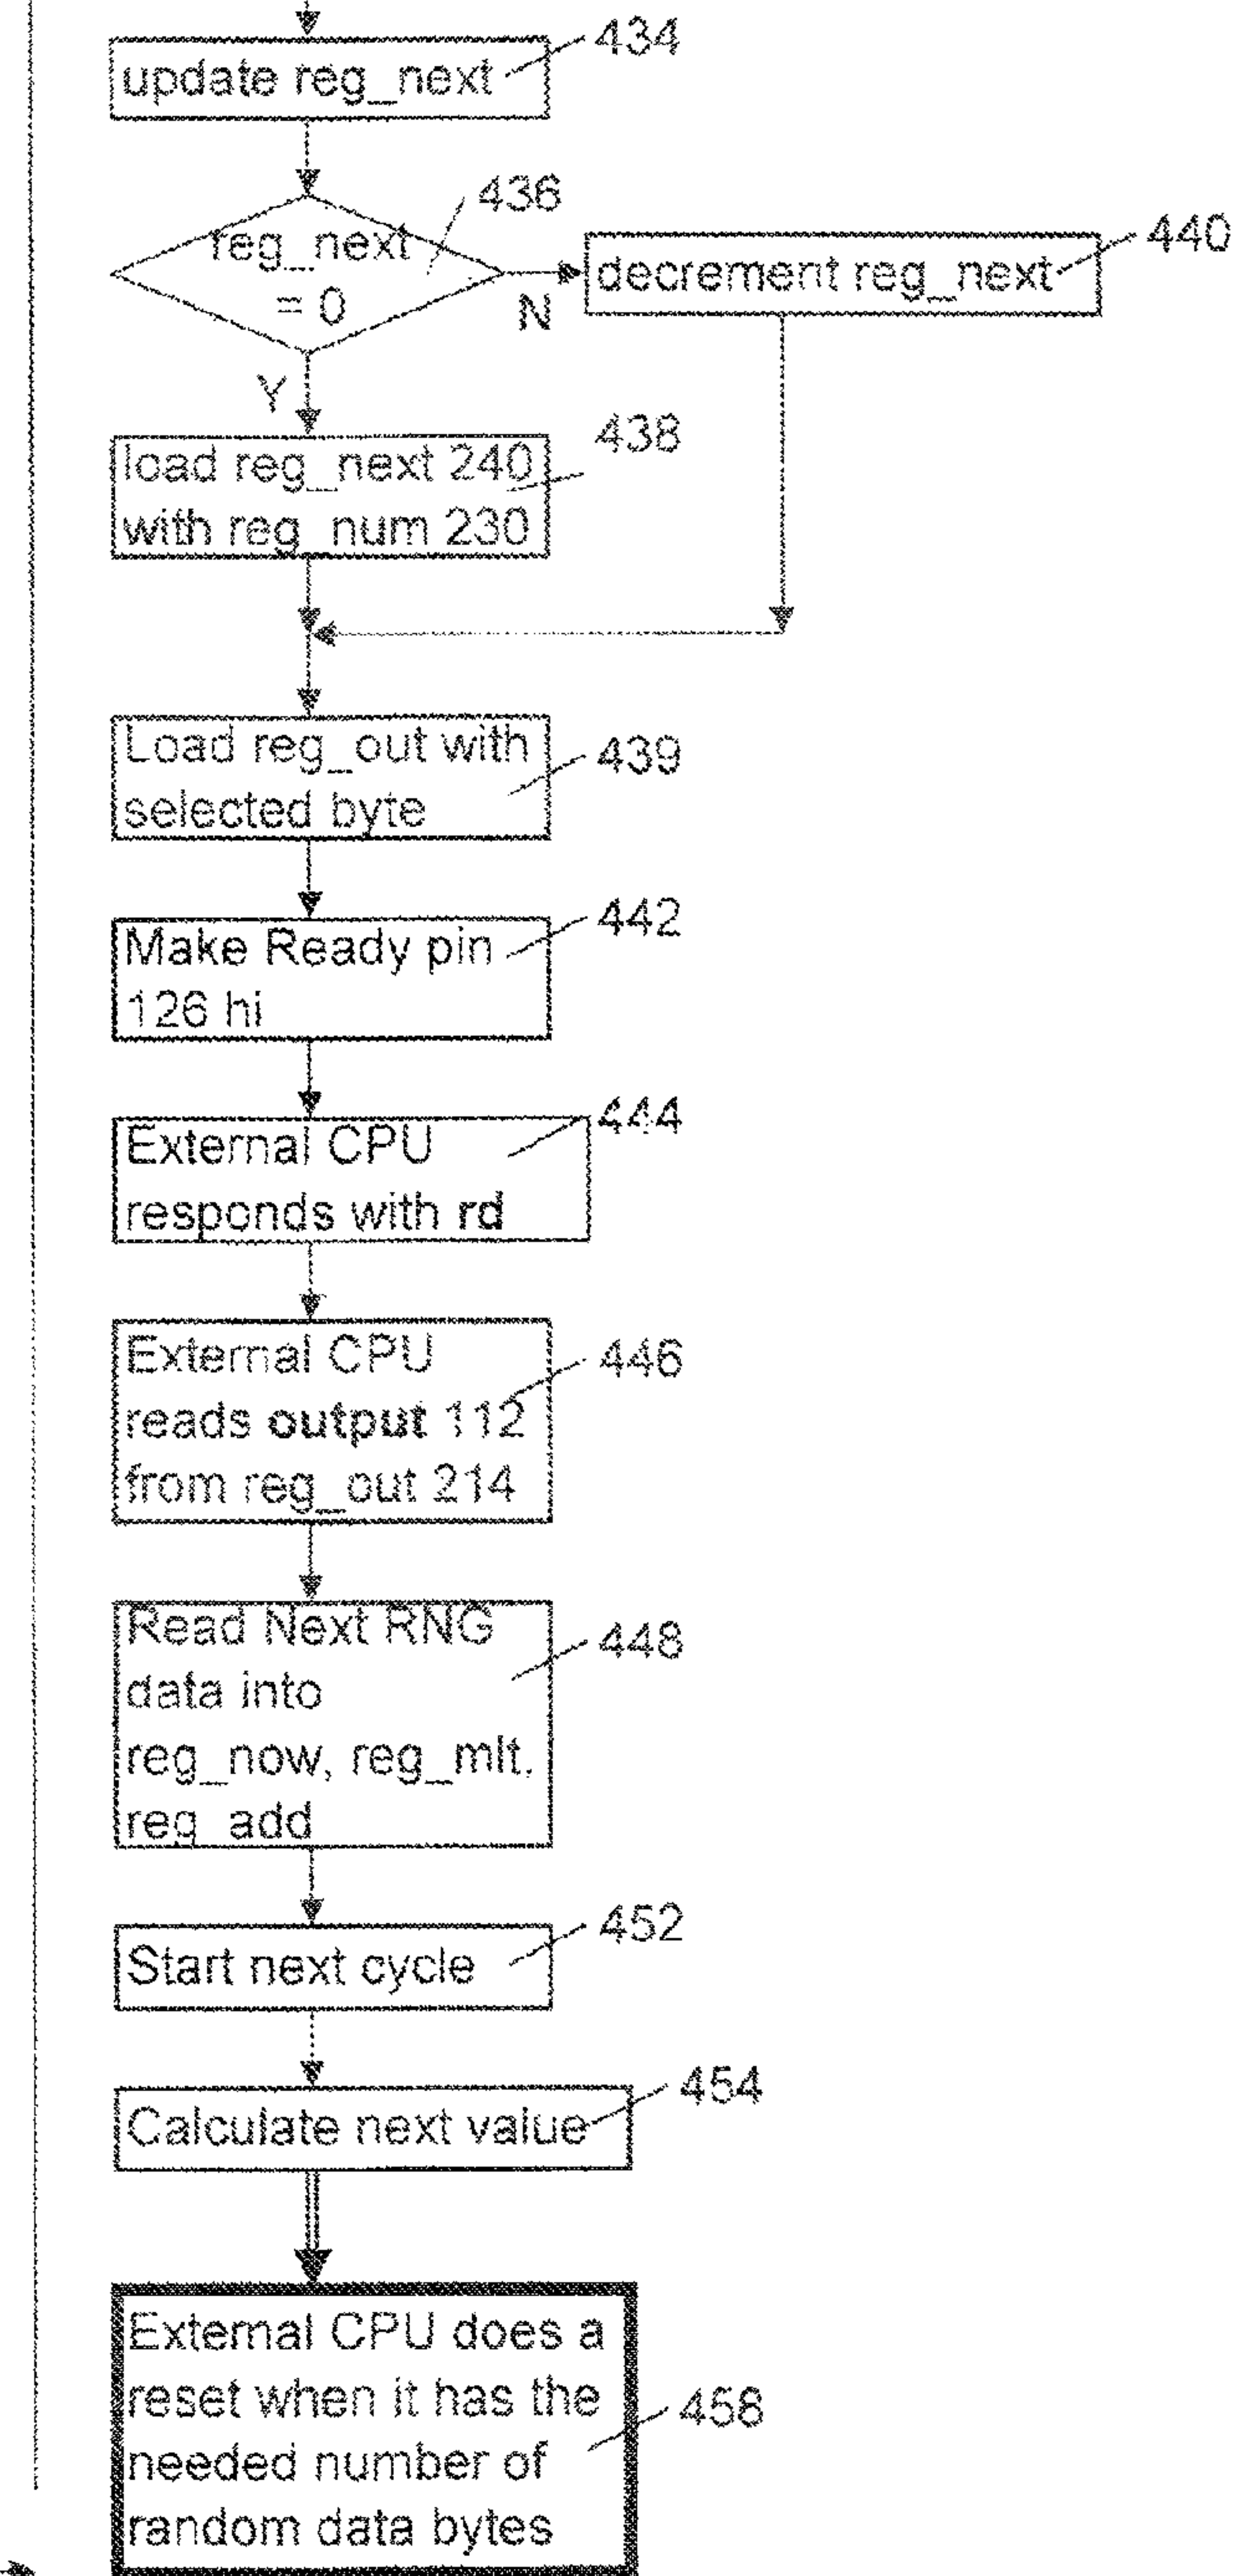 434
update reg_next
436
reg_next
= 0
N
440
decrement reg_next
Y
438
load reg_next 240
with reg_num 230
Load reg_out with
selected byte
439
442
Make Ready pin
126 hi
444
External CPU
responds with rd
External CPU
reads output 112
from reg_out 214
446
Read Next RNG
data into
reg_now, reg_mlt,
reg_add
448
452
Start next cycle
454
Calculate next value
External CPU does a
reset when it has the
needed number of
random data bytes
458